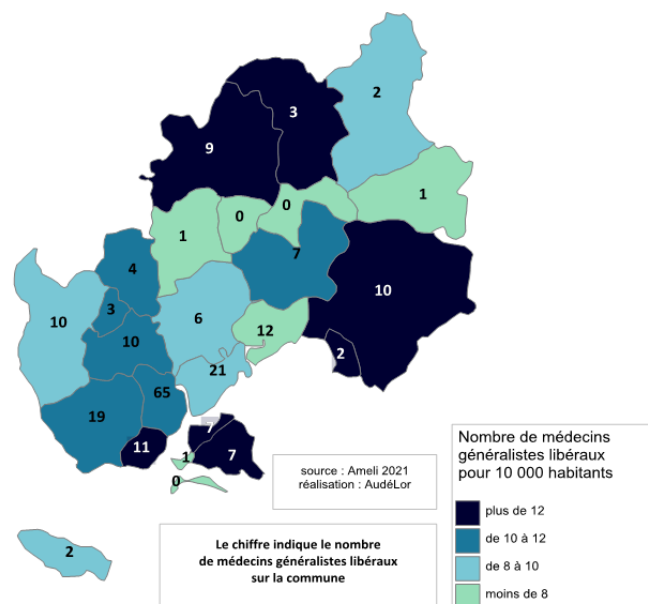 2
3
9
1
0
0
1
7
4
10
3
10
6
12
10
2
21
65
19
11
7
7
1
0
2
source : Ameli 2021
réalisation : AudéLor
Le chiffre indique le nombre
de médecins généralistes libéraux
sur la commune
Nombre de médecins
généralistes libéraux
pour 10 000 habitants
plus de 12
de 10 à 12
de 8 à 10
moins de 8